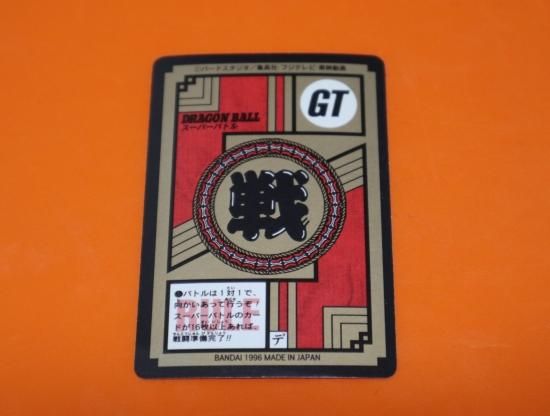 ©バードスタジオ/集英社 フジテレビ 東映動画
GT
DRAGON BALL
スーパーバトル
戦
バトルは1対1で、
向かいあって行うぞ!
スーパーバトルのカー
ドが16枚以上あれば、
戦闘準備完了!!
デ
BANDAI 1996 MADE IN JAPAN